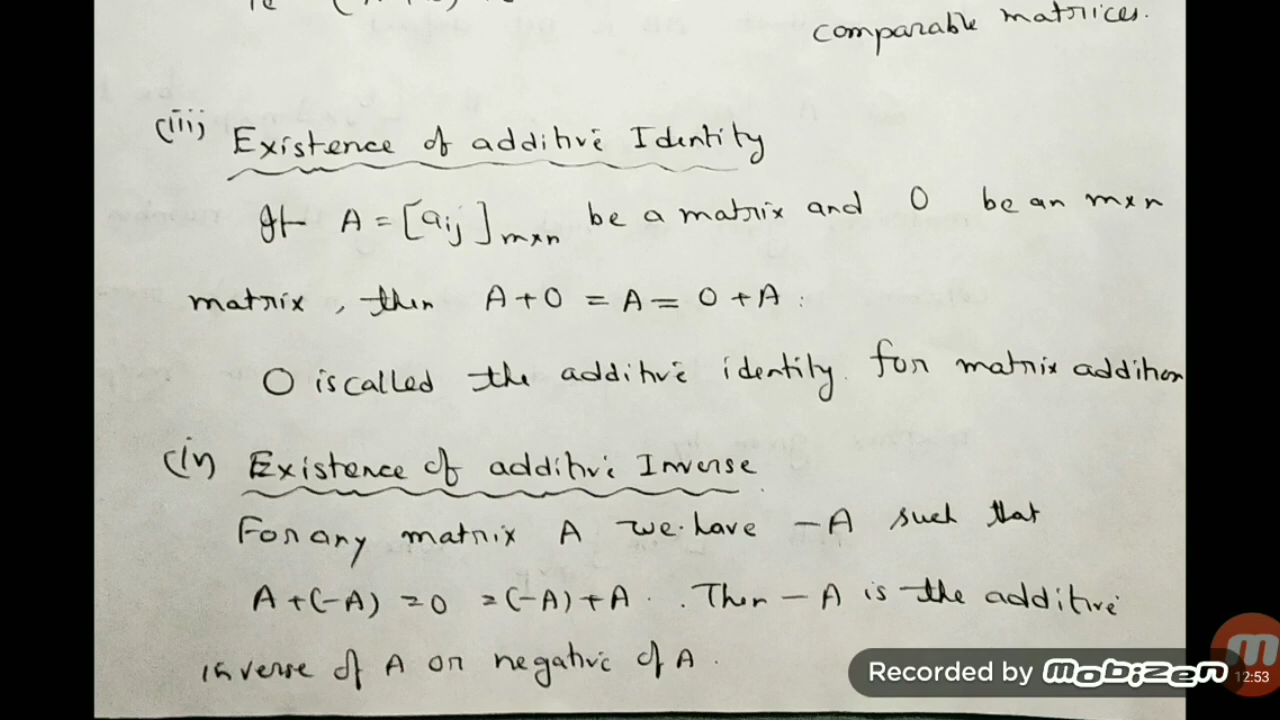 comparable matrices.
(iii) Existence of additive Identity
If A = [aij]m×n be a matrix and O be an m×n
matrix, then A+O = A = O+A.
O is called the additive identity for matrix addition
(iv) Existence of additive Inverse
For any matrix A we have -A such that
A+(-A) =0 =(-A)+A. Then -A is the additive
inverse of A or negative of A.
Recorded by mobizen
12:53